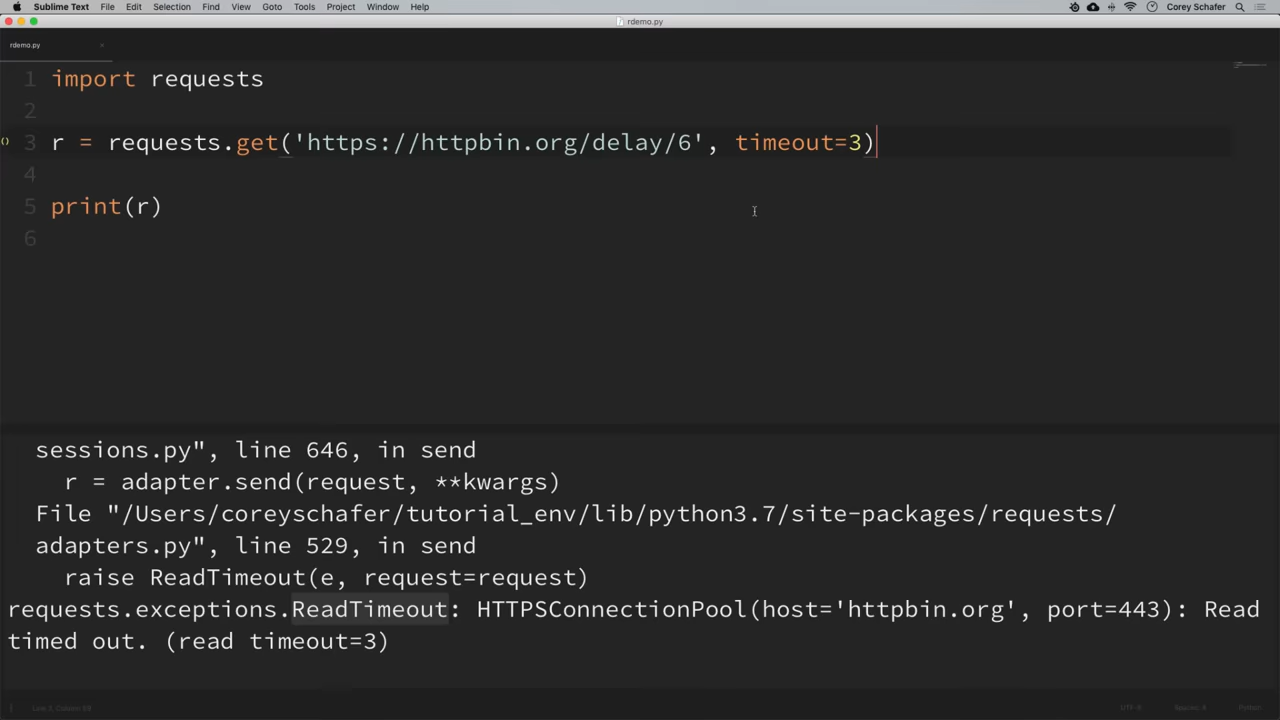 Sublime Text File Edit Selection Find View Goto Tools Project Window Help Corey Schafer
rdemo.py
rdemo.py
1 import requests
2
3 r = requests.get('https://httpbin.org/delay/6', timeout=3)
4
5 print(r)
6
sessions.py", line 646, in send
r = adapter.send(request, **kwargs)
File "/Users/coreyschafer/tutorial_env/lib/python3.7/site-packages/requests/
adapters.py", line 529, in send
raise ReadTimeout(e, request=request)
requests.exceptions.ReadTimeout: HTTPSConnectionPool(host='httpbin.org', port=443): Read
timed out. (read timeout=3)
UTF-8 Python